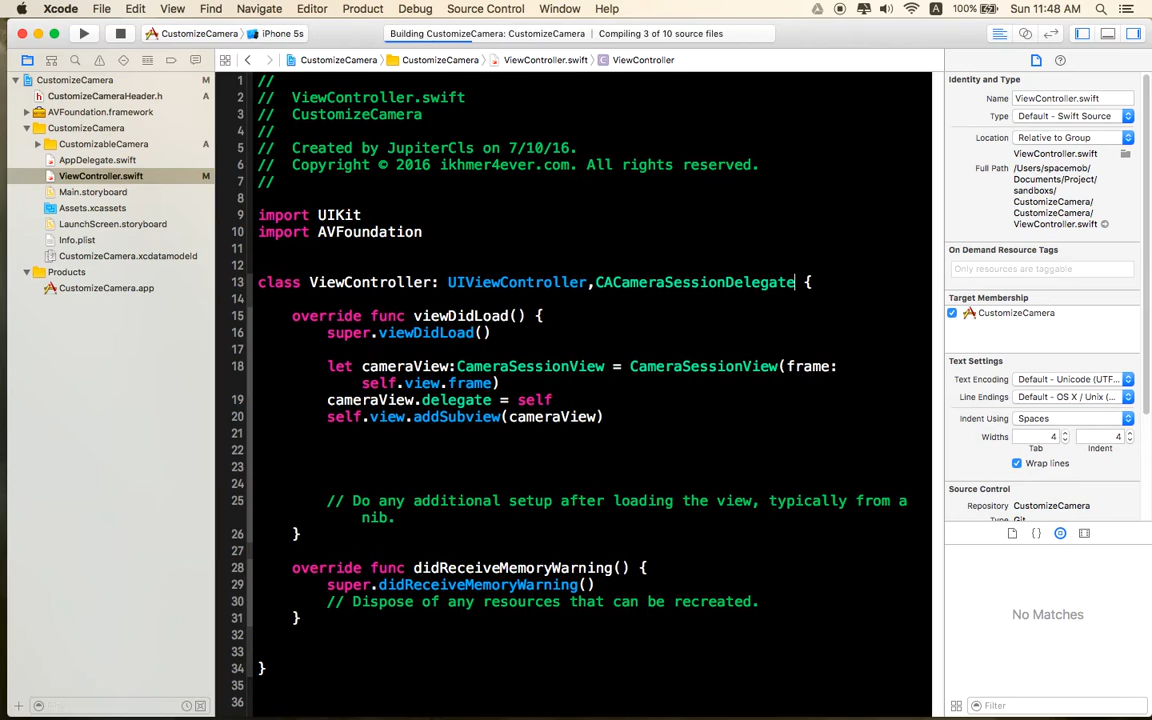 Xcode File Edit View Find Navigate Editor Product Debug Source Control Window Help 100% Sun 11:48 AM
CustomizeCamera iPhone 5s Building CustomizeCamera: CustomizeCamera Compiling 3 of 10 source files
CustomizeCamera CustomizeCamera ViewController.swift C ViewController
CustomizeCamera M
CustomizeCameraHeader.h A
AVFoundation.framework
CustomizeCamera
CustomizableCamera A
AppDelegate.swift
ViewController.swift M
Main.storyboard
Assets.xcassets
LaunchScreen.storyboard
Info.plist
CustomizeCamera.xcdatamodeld
Products
CustomizeCamera.app
1 //
2 // ViewController.swift
3 // CustomizeCamera
4 //
5 // Created by JupiterCls on 7/10/16.
6 // Copyright © 2016 ikhmer4ever.com. All rights reserved.
7 //
8
9 import UIKit
10 import AVFoundation
11
12
13 class ViewController: UIViewController,CACameraSessionDelegate {
14
15 override func viewDidLoad() {
16 super.viewDidLoad()
17
18 let cameraView:CameraSessionView = CameraSessionView(frame:
self.view.frame)
19 cameraView.delegate = self
20 self.view.addSubview(cameraView)
21
22
23
24
25 // Do any additional setup after loading the view, typically from a
nib.
26 }
27
28 override func didReceiveMemoryWarning() {
29 super.didReceiveMemoryWarning()
30 // Dispose of any resources that can be recreated.
31 }
32
33
34 }
35
36
Identity and Type
Name ViewController.swift
Type Default - Swift Source
Location Relative to Group
ViewController.swift
Full Path /Users/spacemob/
Documents/Project/
sandboxs/
CustomizeCamera/
CustomizeCamera/
ViewController.swift
On Demand Resource Tags
Only resources are taggable
Target Membership
CustomizeCamera
Text Settings
Text Encoding Default - Unicode (UTF...
Line Endings Default - OS X / Unix (...
Indent Using Spaces
Widths 4 4
Tab Indent
Wrap lines
Source Control
Repository CustomizeCamera
Type Git
No Matches
Filter